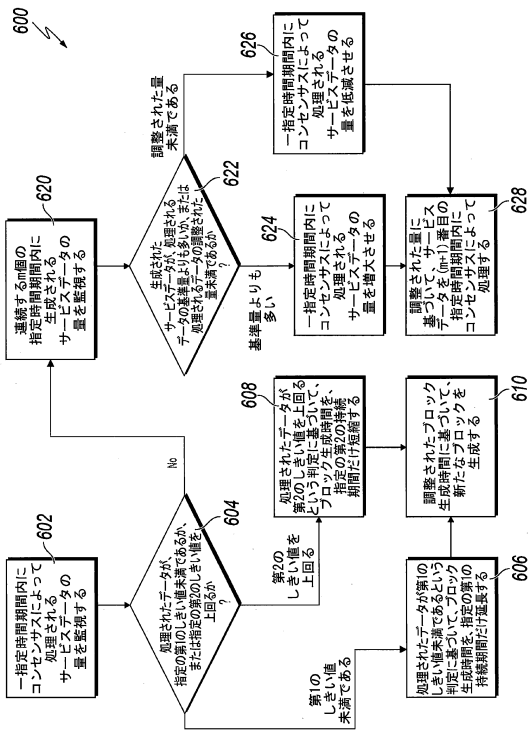 600
602
一指定時間期間内に
コンセンサスによって
処理される
サービスデータの
量を監視する
604
処理されたデータが、
指定の第1のしきい値未満であるか、
または指定の第2のしきい値を
上回るか
?
No
第1の
しきい値
未満である
第2の
しきい値を
上回る
606
処理されたデータが第1の
しきい値未満であるという
判定に基づいて、ブロック
生成時間を、指定の第1の
持続期間だけ延長する
608
処理されたデータが
第2のしきい値を上回る
という判定に基づいて、
ブロック生成時間を、
指定の第2の持続
期間だけ短縮する
610
調整されたブロック
生成時間に基づいて、
新たなブロックを
生成する
620
連続するm個の
指定時間期間内に
生成される
サービスデータの
量を監視する
622
生成された
サービスデータが、処理される
データの基準量よりも多いか、または
処理されるデータの調整された
量未満であるか
?
基準量よりも
多い
調整された量
未満である
624
一指定時間期間内に
コンセンサスによって
処理される
サービスデータの
量を増大させる
626
一指定時間期間内に
コンセンサスによって
処理される
サービスデータの
量を低減させる
628
調整された量に
基づいて、サービス
データを(m+1)番目の
指定時間期間内に
コンセンサスによって
処理する